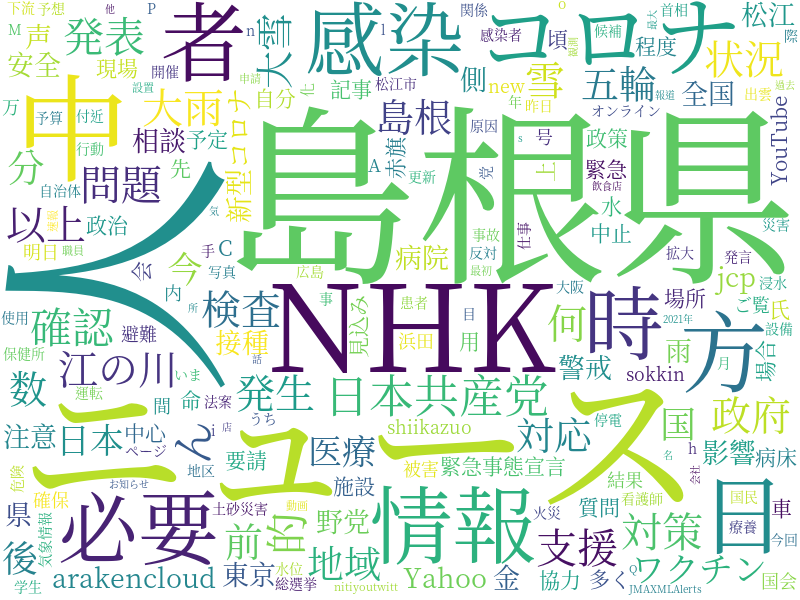 下流
予想
他
P
首相
最大
o
候補
際
M
声
発表
者
n
大雪
頃
感染
l
関係
感染者
コロナ
程度
松江
安全
現場
開催
松江市
化
申請
設置
側
new
雪
昨日
状況
万
中
大雨
自分
記事
年
オンライン
五輪
全国
出雲
報道
過去
予算
付近
行動
相談
予定
新型コロナ
島根
A
赤旗
原因
号
政策
s
YouTube
分
問題
先
党
上
緊急
飲食店
自治体
以上
政治
島根県
更新
水
中止
災害
気
明日
職員
会
今
手
C
写真
広島
病院
事故
反対
最初
仕事
拡大
発言
人
内
所
事
患者
大阪
jcp
浸水
使用
確認
避難
検査
NHK
見込み
浜田
目
用
何
時
場所
2021年
ご覧
氏
設備
保健所
江の川
接種
話
雨
方
月
場合
運転
いま
数
間
命
法案
発生
日本共産党
警戒
sokkin
うち
i
店
ニュース
停電
名
国
政府
注意
日本
中心
ページ
ん
要請
医療
shiikazuo
対応
影響
病床
h
会社
危険
確保
お知らせ
地区
被害
緊急事態宣言
結果
看護師
国民
療養
今回
車
県
気象情報
必要
土砂災害
施設
動画
火災
質問
日
後
的
前
野党
地域
情報
支援
対策
ワクチン
学生
arakencloud
東京
水位
総選挙
nitiyoutwitt
Yahoo
金
協力
多く
Q
JMAXMLAlerts
国会